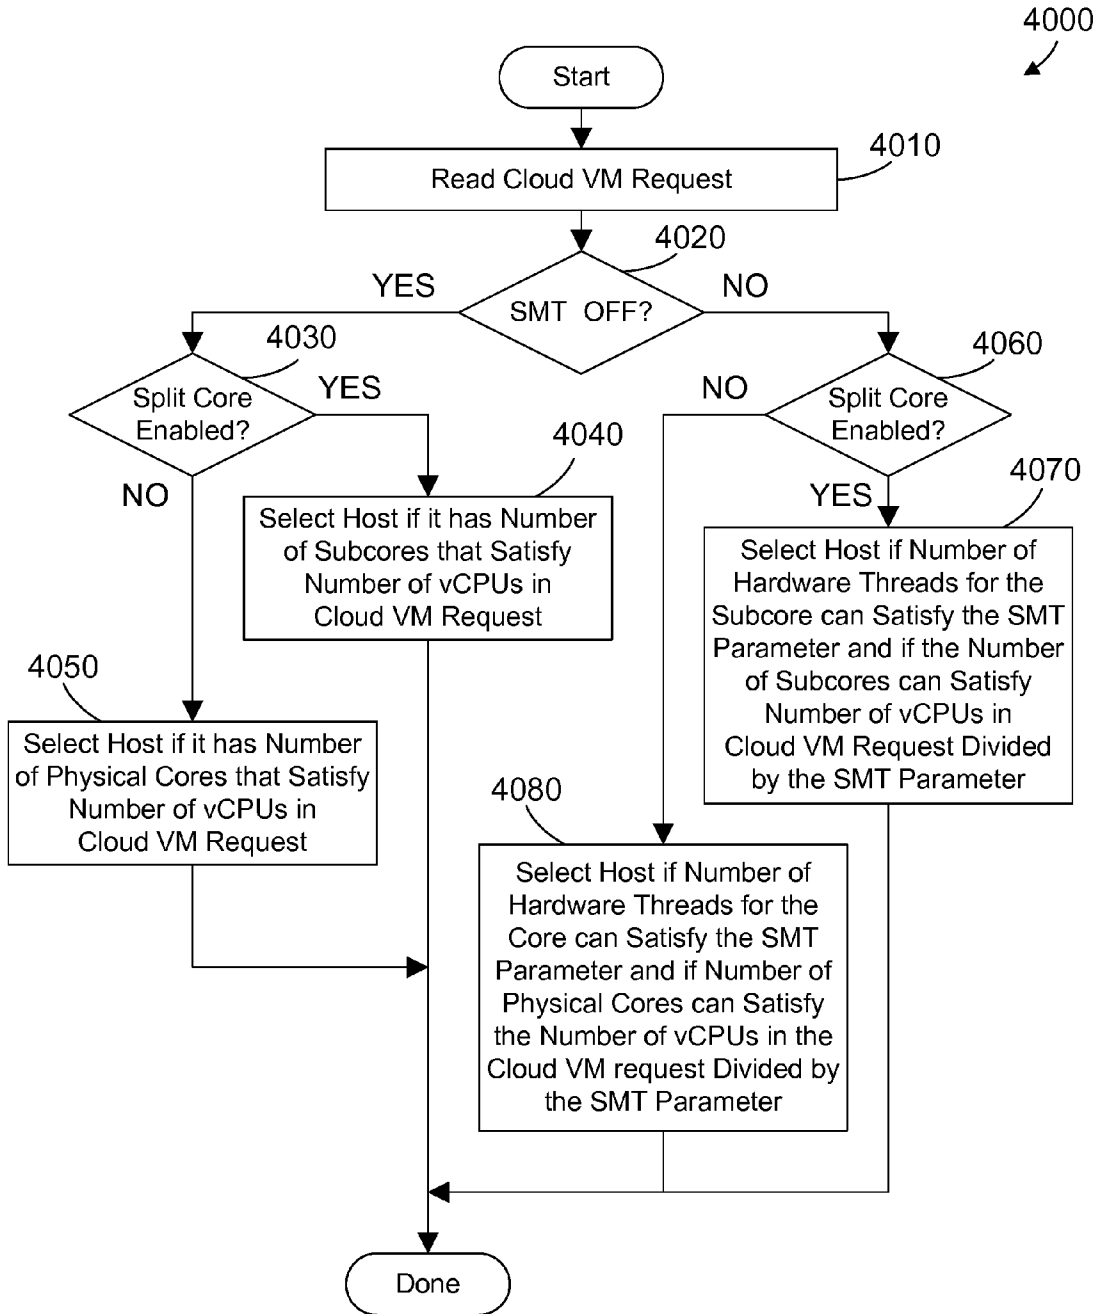 4000
Start
4010
Read Cloud VM Request
4020
YES
SMT OFF?
NO
4030
Split Core
Enabled?
YES
NO
4060
NO
Split Core
Enabled?
YES
4040
Select Host if it has Number
of Subcores that Satisfy
Number of vCPUs in
Cloud VM Request
4070
Select Host if Number of
Hardware Threads for the
Subcore can Satisfy the SMT
Parameter and if the Number
of Subcores can Satisfy
Number of vCPUs in
Cloud VM Request Divided
by the SMT Parameter
4050
Select Host if it has Number
of Physical Cores that Satisfy
Number of vCPUs in
Cloud VM Request
4080
Select Host if Number of
Hardware Threads for the
Core can Satisfy the SMT
Parameter and if Number of
Physical Cores can Satisfy
the Number of vCPUs in the
Cloud VM request Divided by
the SMT Parameter
Done